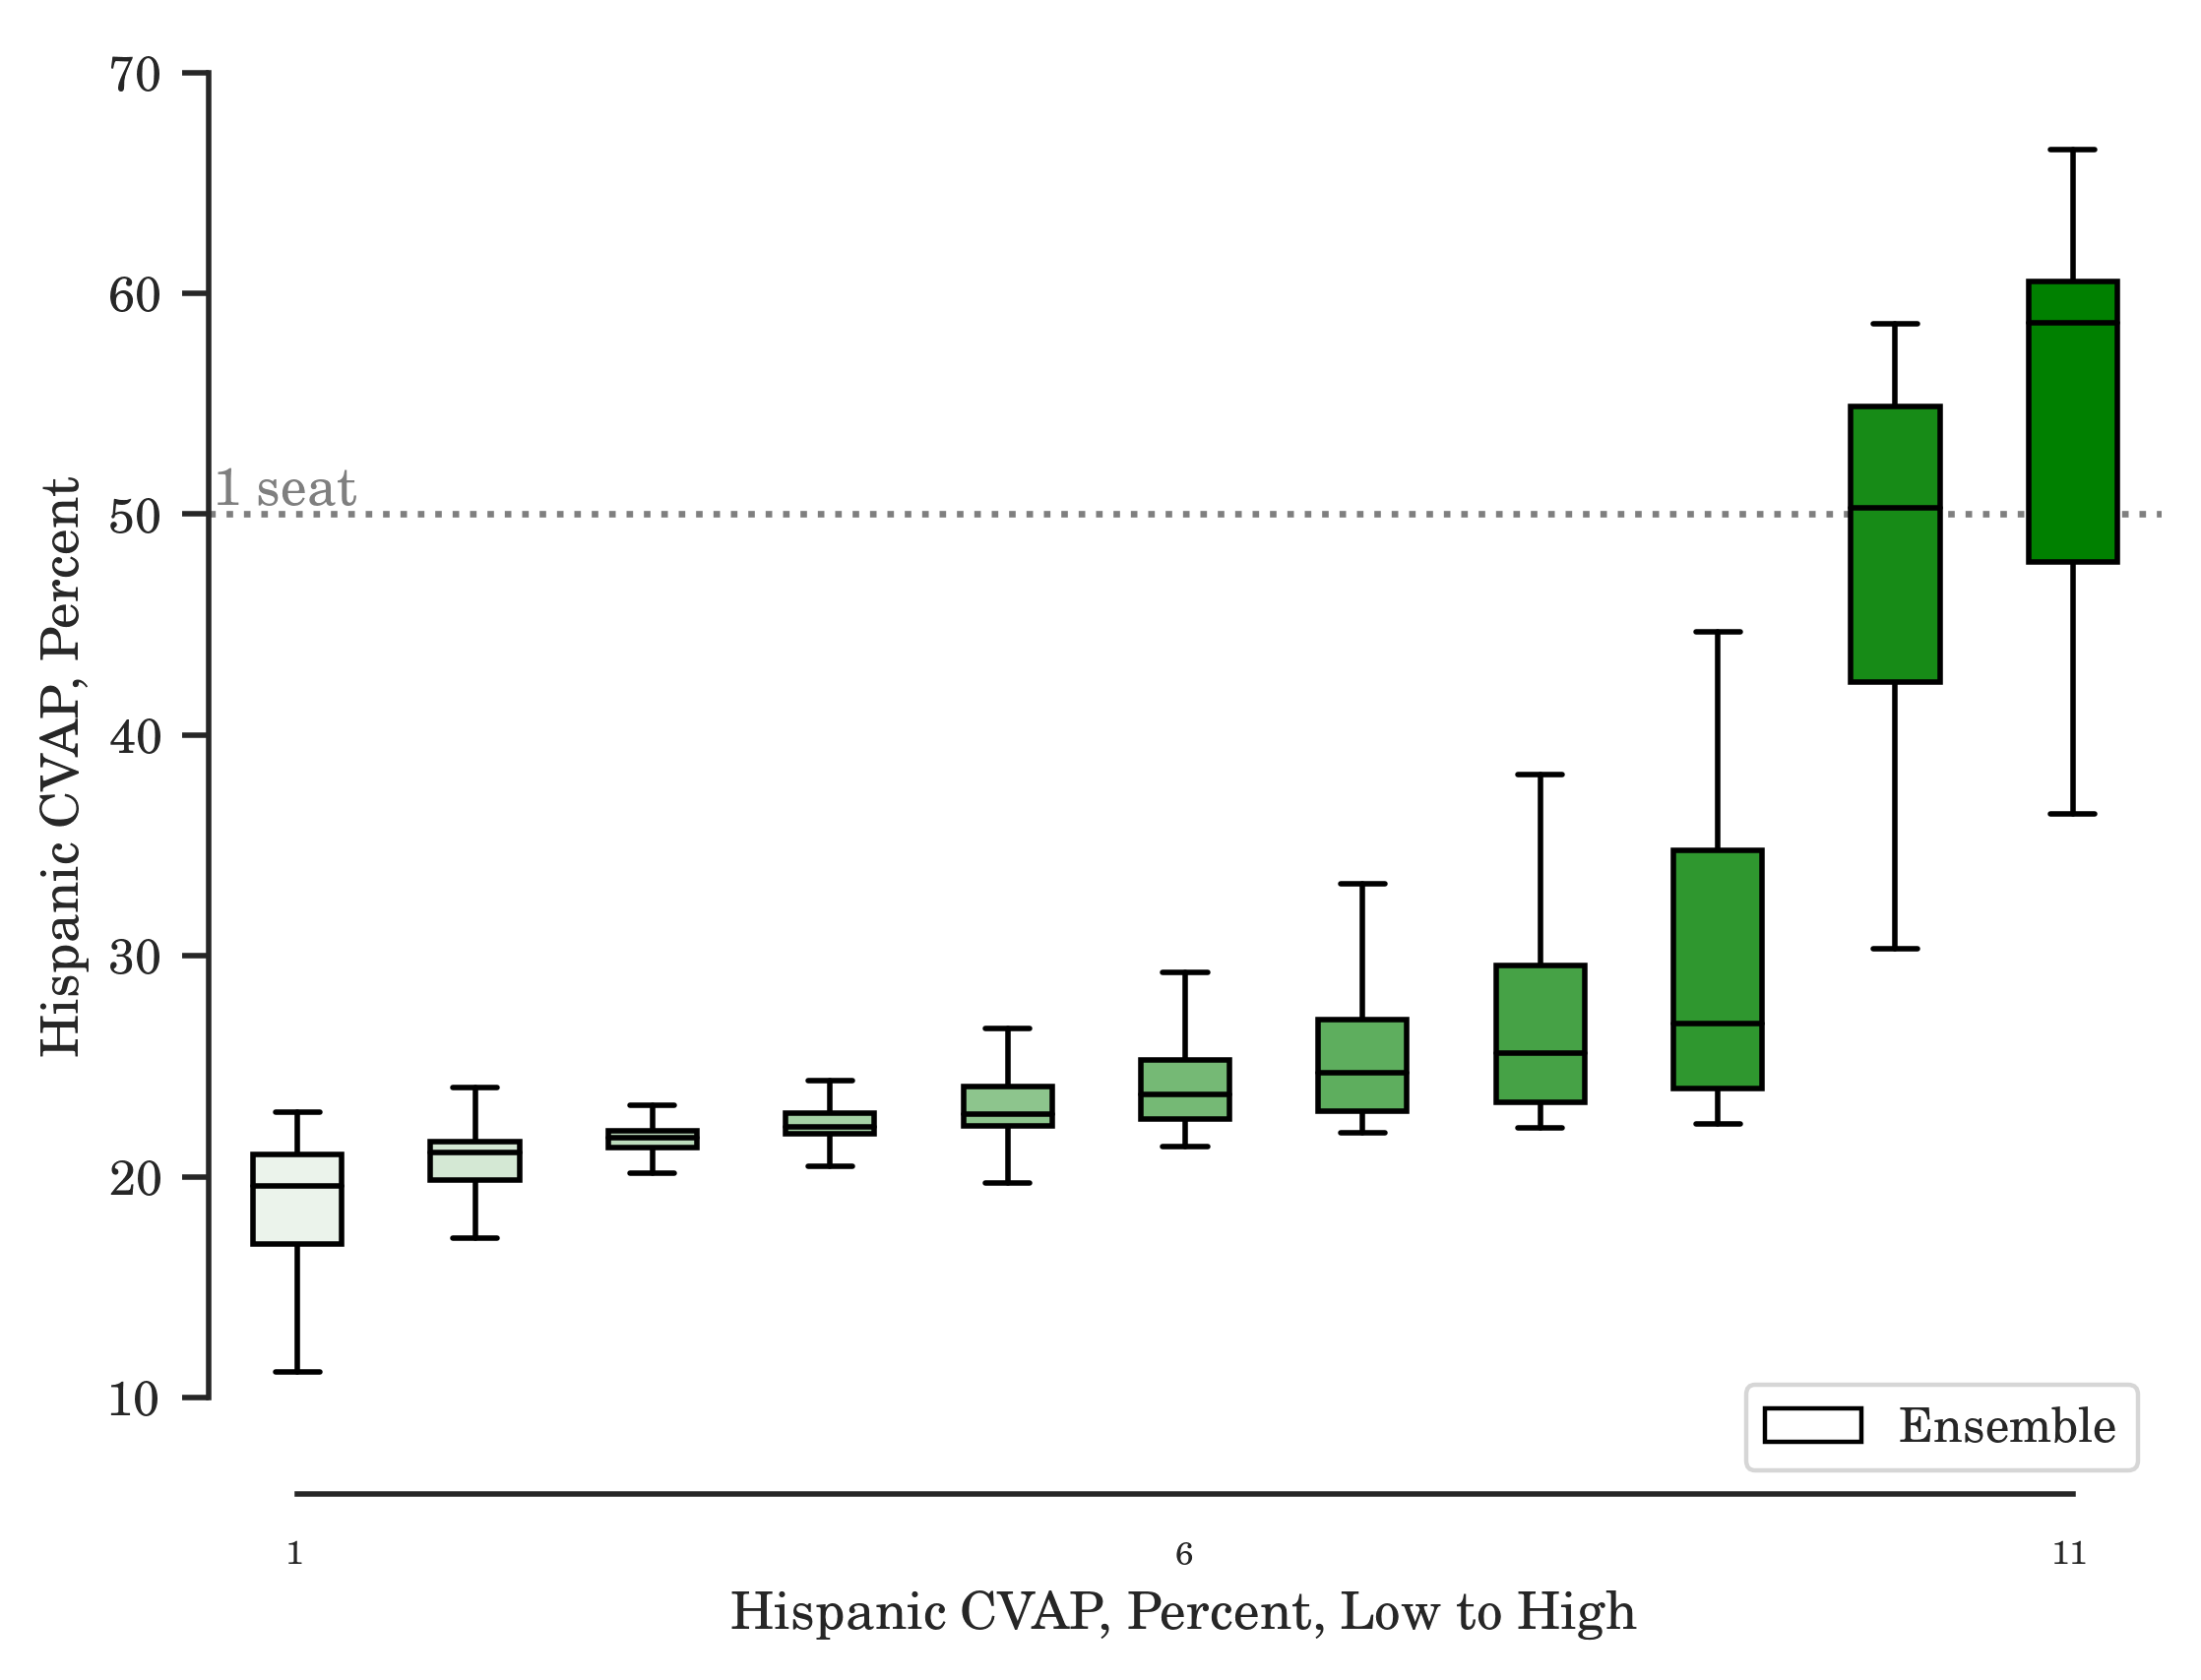 70
60
1 seat
50
40
30
20
10
Hispanic CVAP, Percent
Ensemble
1
6
11
Hispanic CVAP, Percent, Low to High